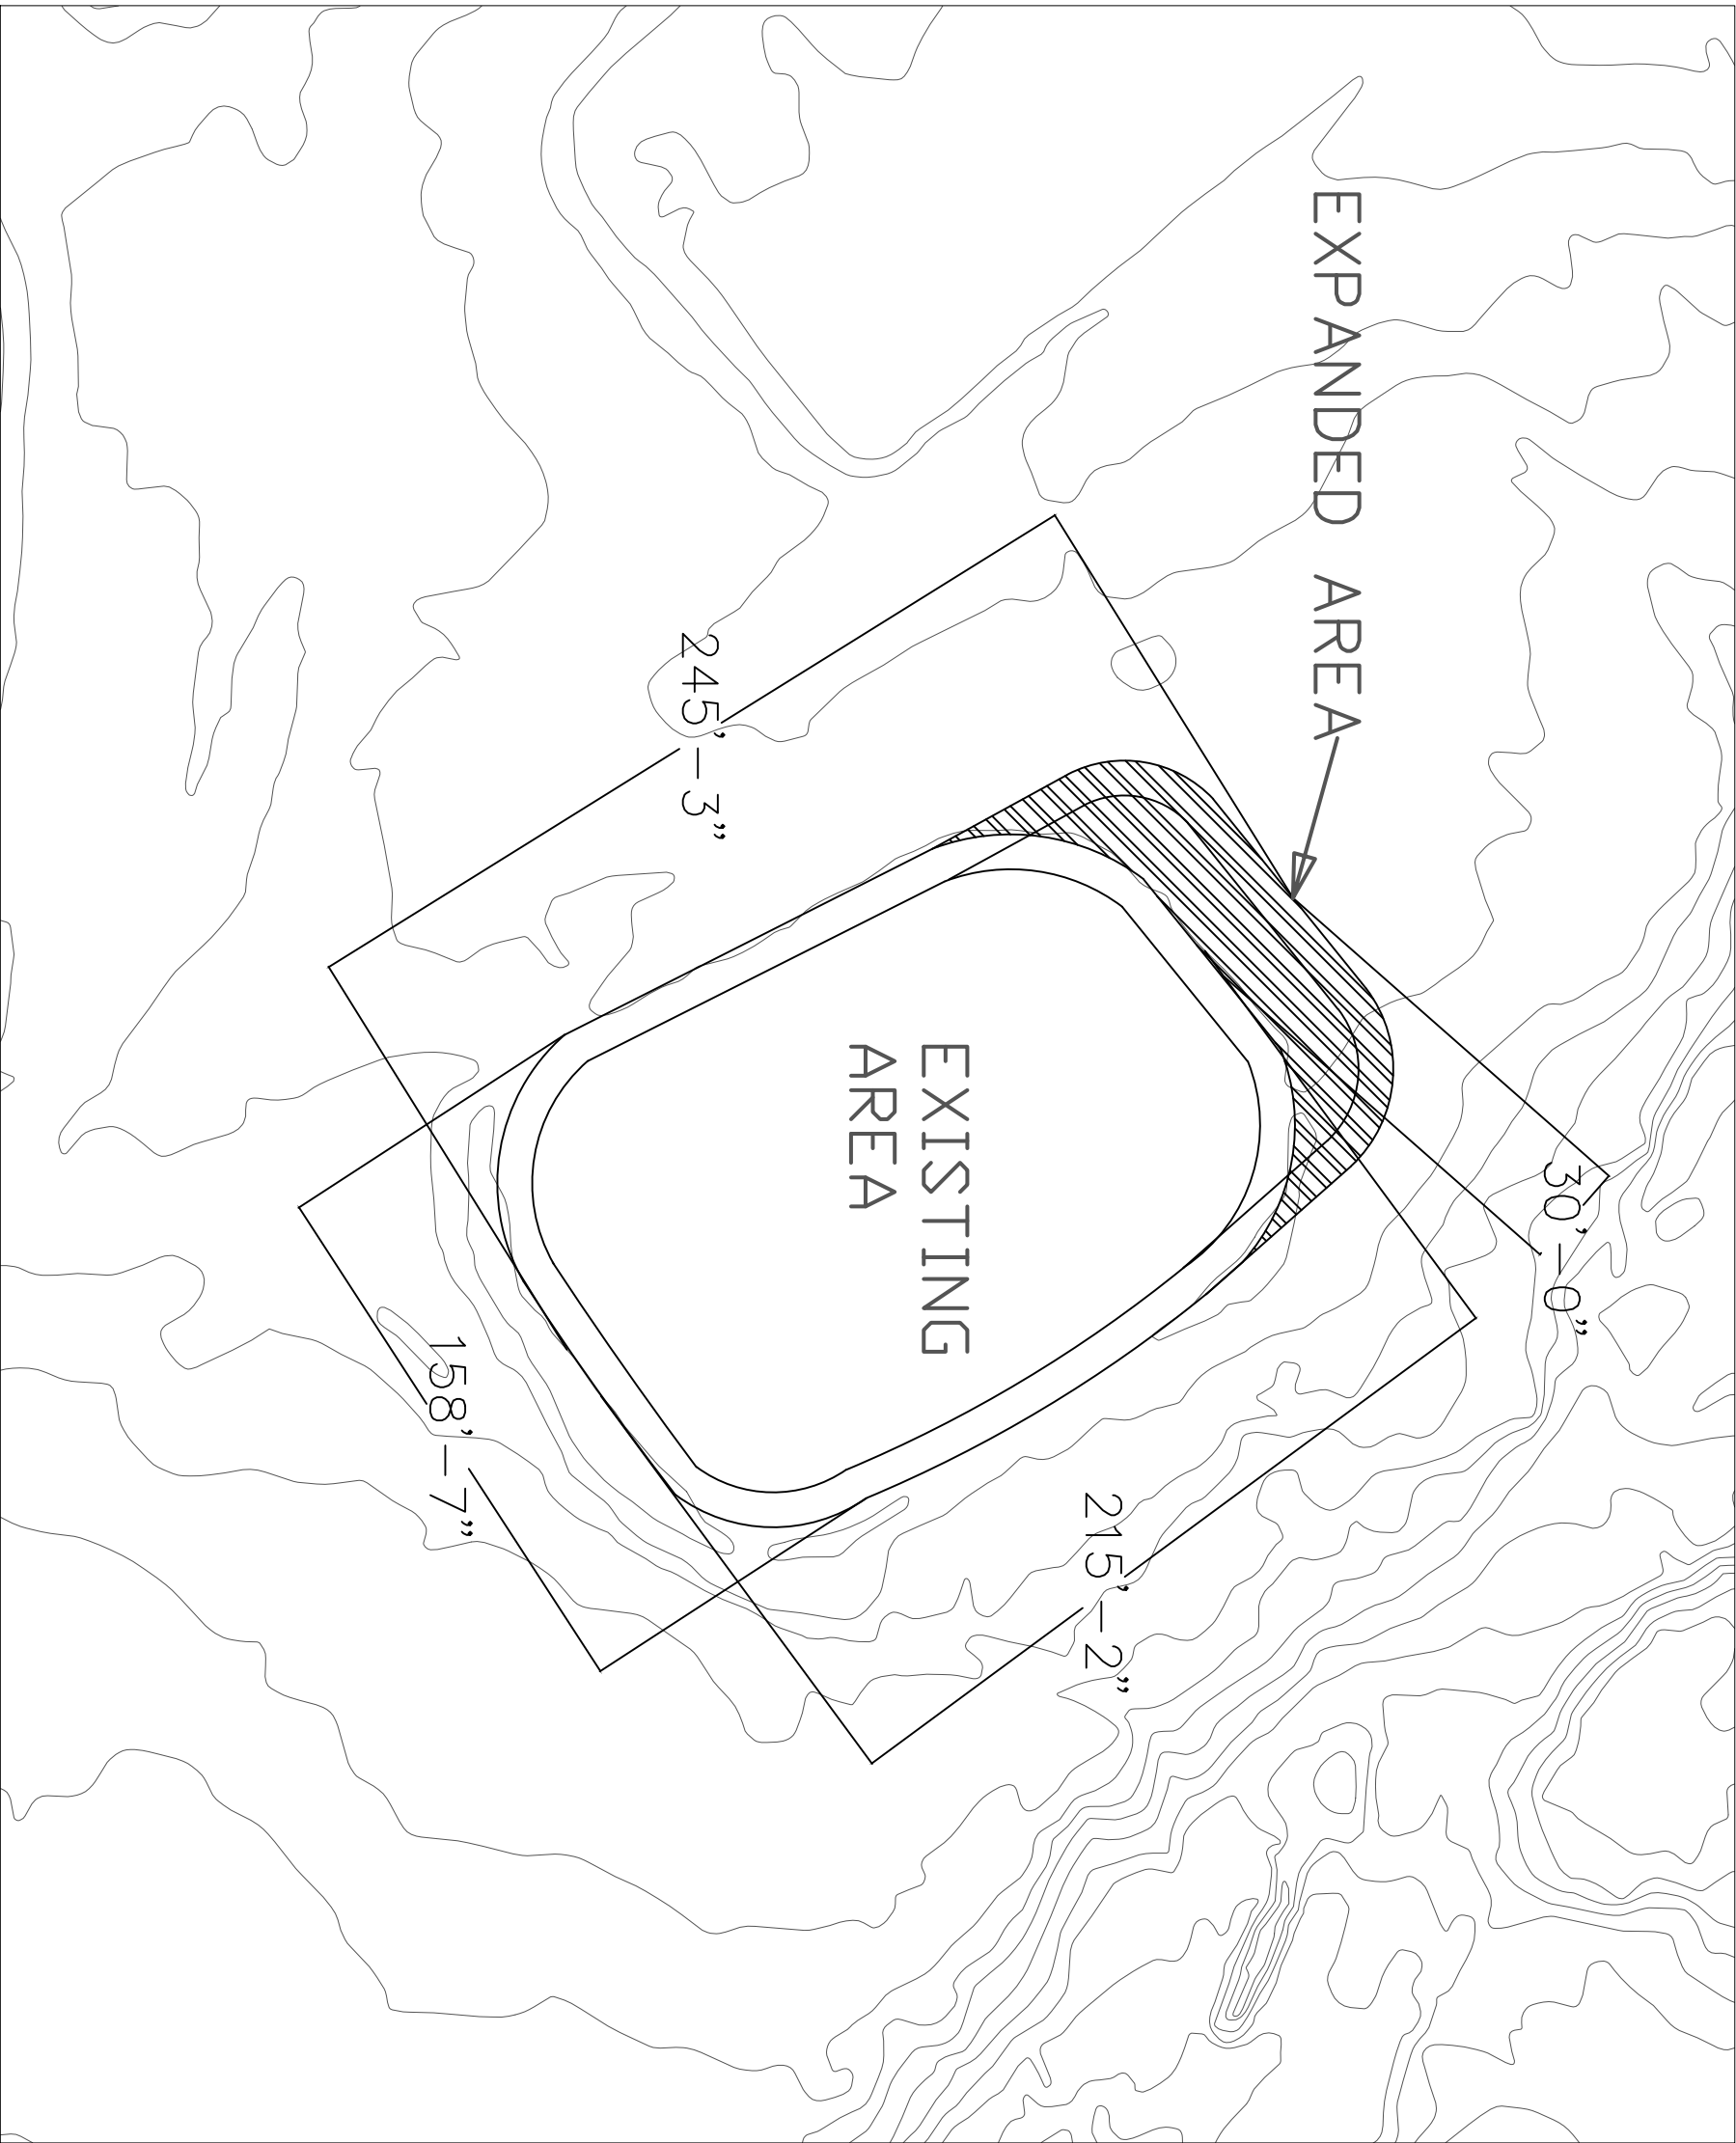 EXPANDED AREA
30'-0"
EXISTING
AREA
245'-3"
215'-2"
158'-7"